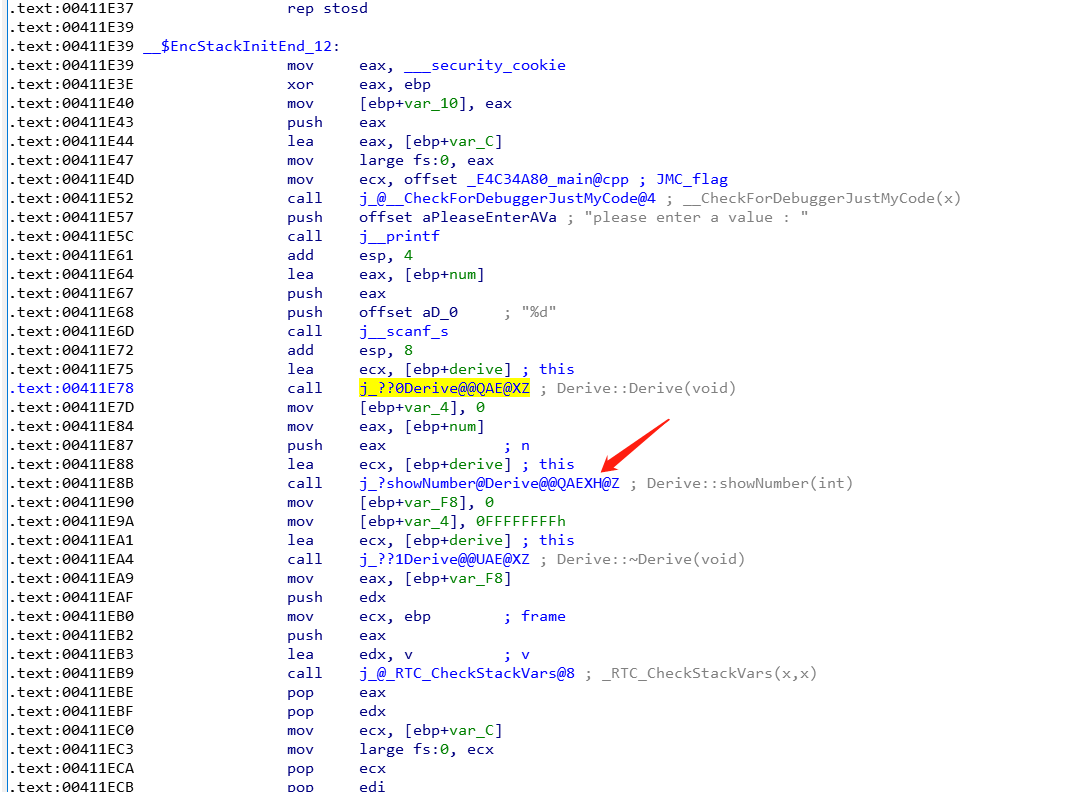 .text:00411E37 rep stosd
.text:00411E39
.text:00411E39 __$EncStackInitEnd_12:
.text:00411E39 mov eax, ___security_cookie
.text:00411E3E xor eax, ebp
.text:00411E40 mov [ebp+var_10], eax
.text:00411E43 push eax
.text:00411E44 lea eax, [ebp+var_C]
.text:00411E47 mov large fs:0, eax
.text:00411E4D mov ecx, offset _E4C34A80_main@cpp ; JMC_flag
.text:00411E52 call j_@__CheckForDebuggerJustMyCode@4 ; __CheckForDebuggerJustMyCode(x)
.text:00411E57 push offset aPleaseEnterAVa ; "please enter a value : "
.text:00411E5C call j__printf
.text:00411E61 add esp, 4
.text:00411E64 lea eax, [ebp+num]
.text:00411E67 push eax
.text:00411E68 push offset aD_0 ; "%d"
.text:00411E6D call j__scanf_s
.text:00411E72 add esp, 8
.text:00411E75 lea ecx, [ebp+derive] ; this
.text:00411E78 call j_??0Derive@@QAE@XZ ; Derive::Derive(void)
.text:00411E7D mov [ebp+var_4], 0
.text:00411E84 mov eax, [ebp+num]
.text:00411E87 push eax ; n
.text:00411E88 lea ecx, [ebp+derive] ; this
.text:00411E8B call j_?showNumber@Derive@@QAEXH@Z ; Derive::showNumber(int)
.text:00411E90 mov [ebp+var_F8], 0
.text:00411E9A mov [ebp+var_4], 0FFFFFFFFh
.text:00411EA1 lea ecx, [ebp+derive] ; this
.text:00411EA4 call j_??1Derive@@UAE@XZ ; Derive::~Derive(void)
.text:00411EA9 mov eax, [ebp+var_F8]
.text:00411EAF push edx
.text:00411EB0 mov ecx, ebp ; frame
.text:00411EB2 push eax
.text:00411EB3 lea edx, v ; v
.text:00411EB9 call j_@_RTC_CheckStackVars@8 ; _RTC_CheckStackVars(x,x)
.text:00411EBE pop eax
.text:00411EBF pop edx
.text:00411EC0 mov ecx, [ebp+var_C]
.text:00411EC3 mov large fs:0, ecx
.text:00411ECA pop ecx
.text:00411ECB pop edi